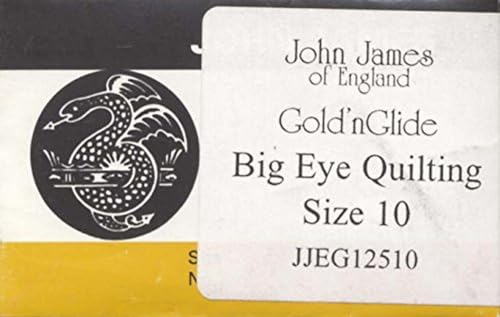 J
John James
of England
Gold'nGlide
Big Eye Quilting
Size 10
JJEG12510
S
N